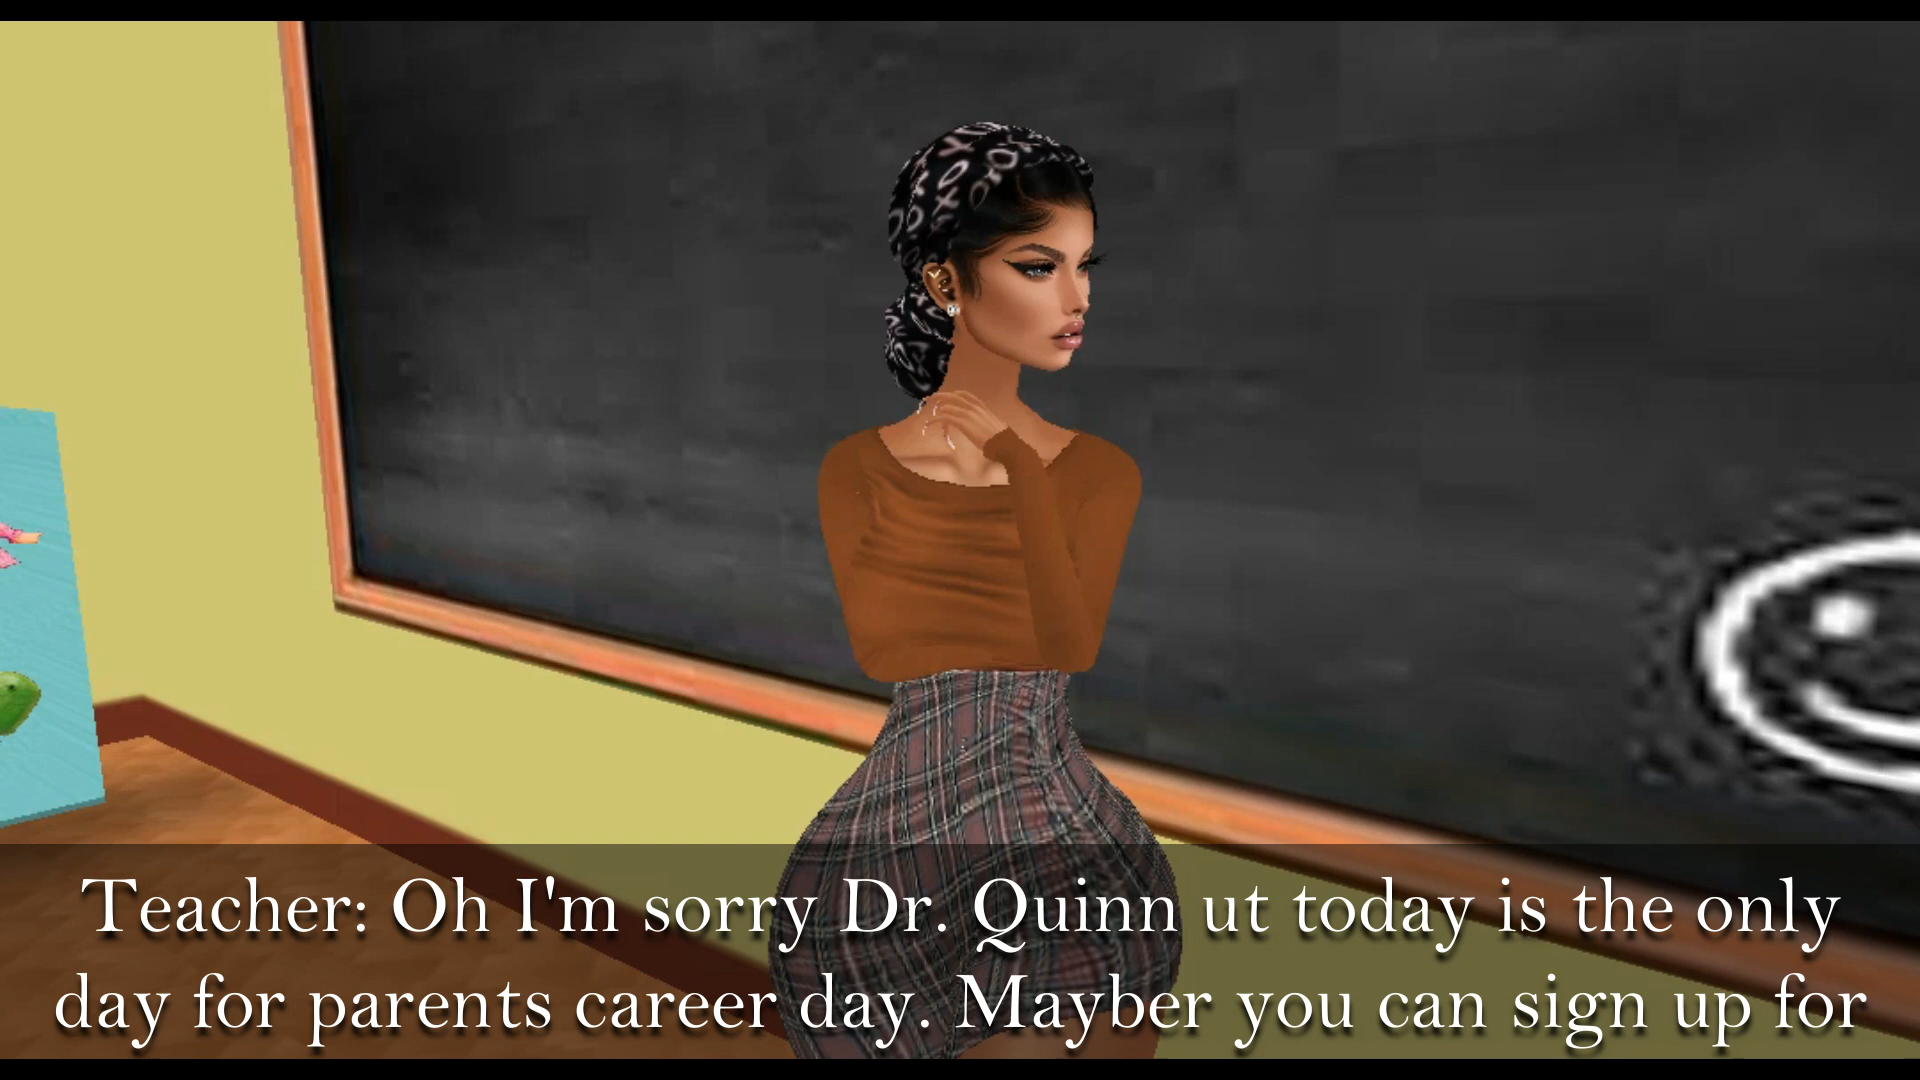 Teacher: Oh I'm sorry Dr. Quinn ut today is the only
day for parents career day. Mayber you can sign up for